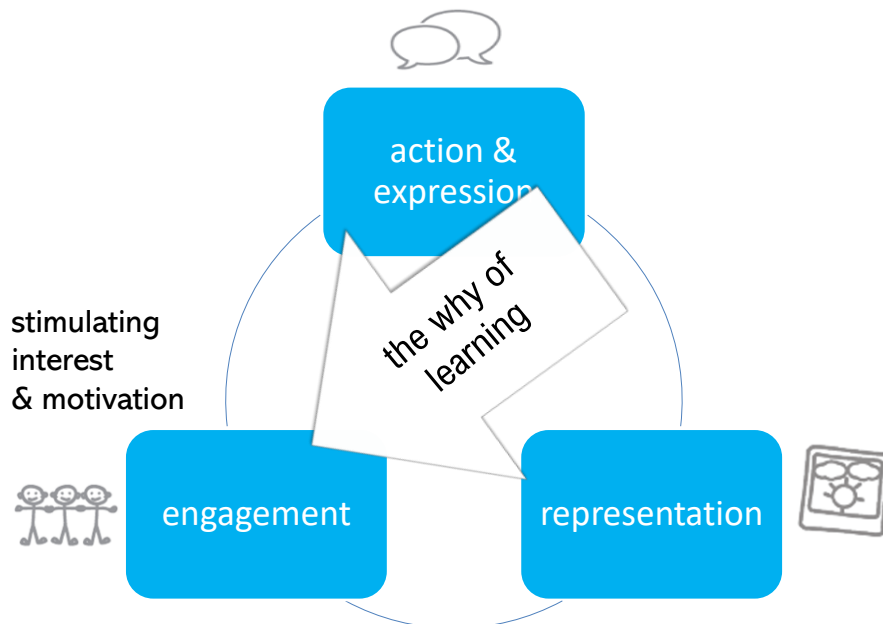 action &
expression
the why of
learning
stimulating
interest
& motivation
engagement
representation